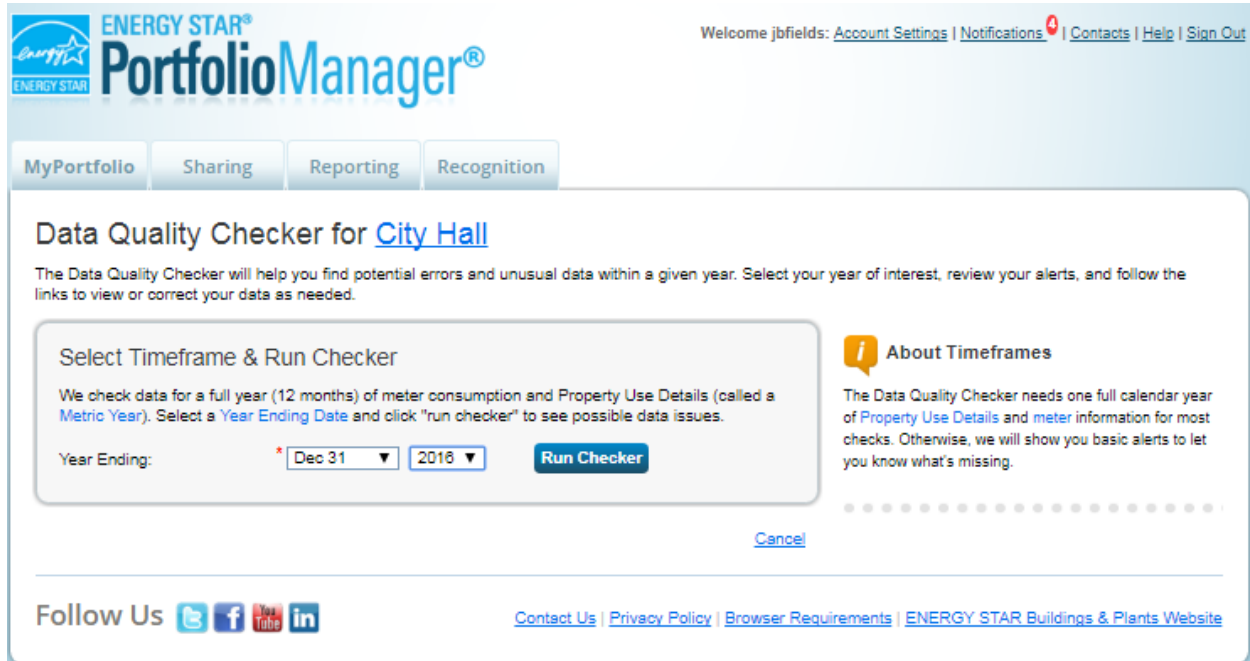 ENERGY STAR®
PortfolioManager®
energy
ENERGY STAR
Welcome jbfields: Account Settings | Notifications 4 | Contacts | Help | Sign Out
MyPortfolio Sharing Reporting Recognition
Data Quality Checker for City Hall
The Data Quality Checker will help you find potential errors and unusual data within a given year. Select your year of interest, review your alerts, and follow the
links to view or correct your data as needed.
Select Timeframe & Run Checker
We check data for a full year (12 months) of meter consumption and Property Use Details (called a
Metric Year). Select a Year Ending Date and click "run checker" to see possible data issues.
Year Ending: * Dec 31 ▼ 2016 ▼ Run Checker
Cancel
i About Timeframes
The Data Quality Checker needs one full calendar year
of Property Use Details and meter information for most
checks. Otherwise, we will show you basic alerts to let
you know what's missing.
Follow Us t f You Tube in
Contact Us | Privacy Policy | Browser Requirements | ENERGY STAR Buildings & Plants Website